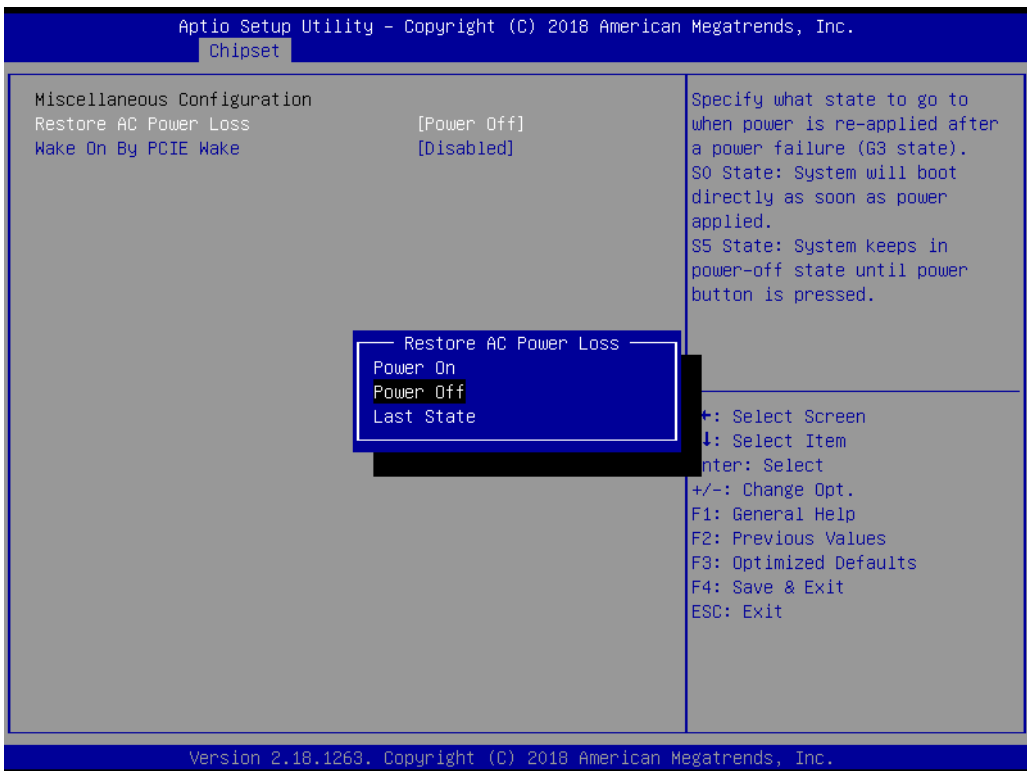 Aptio Setup Utility – Copyright (C) 2018 American Megatrends, Inc.
Chipset
Miscellaneous Configuration
Restore AC Power Loss [Power Off]
Wake On By PCIE Wake [Disabled]
Specify what state to go to
when power is re-applied after
a power failure (G3 state).
S0 State: System will boot
directly as soon as power
applied.
S5 State: System keeps in
power-off state until power
button is pressed.
Restore AC Power Loss
Power On
Power Off
Last State
: Select Screen
↓: Select Item
nter: Select
+/-: Change Opt.
F1: General Help
F2: Previous Values
F3: Optimized Defaults
F4: Save & Exit
ESC: Exit
Version 2.18.1263. Copyright (C) 2018 American Megatrends, Inc.